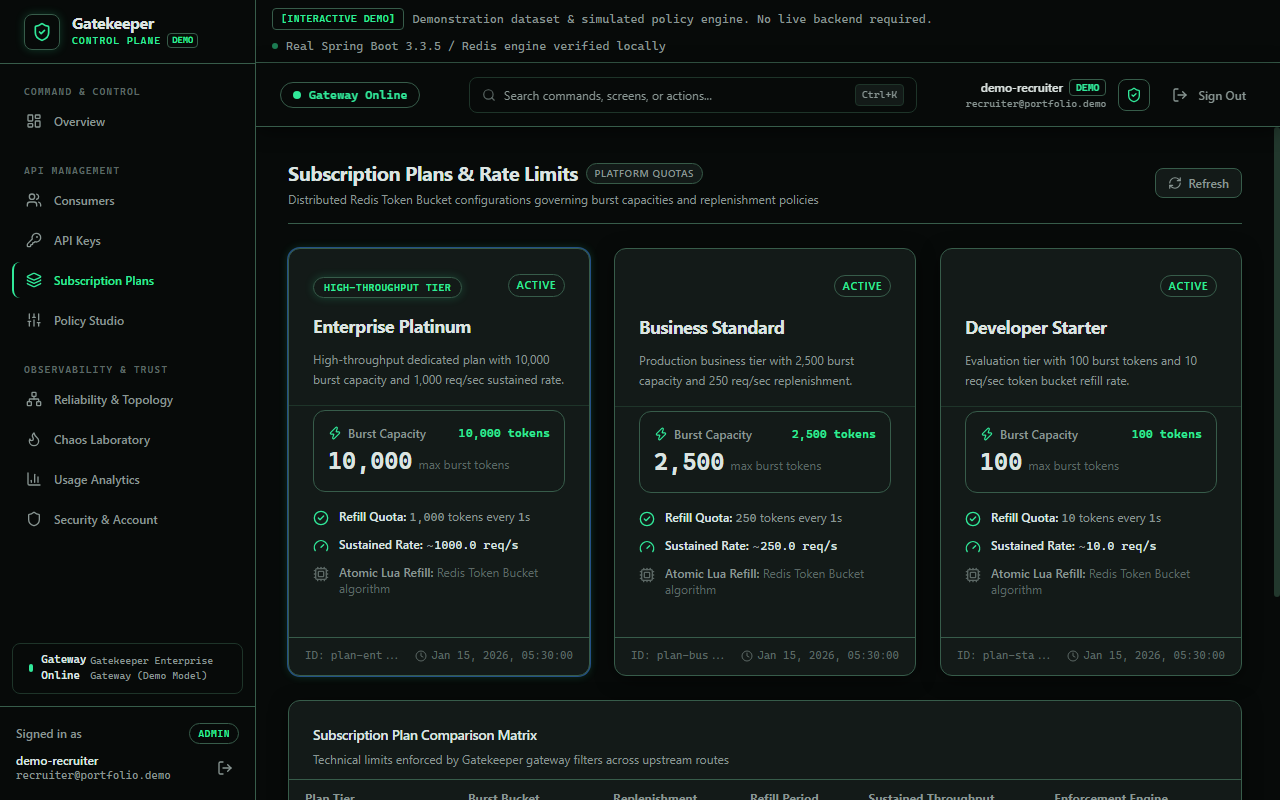 Gatekeeper
CONTROL PLANE DEMO
COMMAND & CONTROL
Overview
API MANAGEMENT
Consumers
API Keys
Subscription Plans
Policy Studio
OBSERVABILITY & TRUST
Reliability & Topology
Chaos Laboratory
Usage Analytics
Security & Account
Gateway Online
Gatekeeper Enterprise Gateway (Demo Model)
Signed in as ADMIN
demo-recruiter
recruiter@portfolio.demo
[INTERACTIVE DEMO] Demonstration dataset & simulated policy engine. No live backend required.
Real Spring Boot 3.3.5 / Redis engine verified locally
Gateway Online
Search commands, screens, or actions... Ctrl+K
demo-recruiter DEMO
recruiter@portfolio.demo
Sign Out
Subscription Plans & Rate Limits PLATFORM QUOTAS
Distributed Redis Token Bucket configurations governing burst capacities and replenishment policies
Refresh
HIGH-THROUGHPUT TIER ACTIVE
Enterprise Platinum
High-throughput dedicated plan with 10,000
burst capacity and 1,000 req/sec sustained rate.
Burst Capacity 10,000 tokens
10,000 max burst tokens
Refill Quota: 1,000 tokens every 1s
Sustained Rate: ~1000.0 req/s
Atomic Lua Refill: Redis Token Bucket
algorithm
ID: plan-ent... Jan 15, 2026, 05:30:00
ACTIVE
Business Standard
Production business tier with 2,500 burst
capacity and 250 req/sec replenishment.
Burst Capacity 2,500 tokens
2,500 max burst tokens
Refill Quota: 250 tokens every 1s
Sustained Rate: ~250.0 req/s
Atomic Lua Refill: Redis Token Bucket
algorithm
ID: plan-bus... Jan 15, 2026, 05:30:00
ACTIVE
Developer Starter
Evaluation tier with 100 burst tokens and 10
req/sec token bucket refill rate.
Burst Capacity 100 tokens
100 max burst tokens
Refill Quota: 10 tokens every 1s
Sustained Rate: ~10.0 req/s
Atomic Lua Refill: Redis Token Bucket
algorithm
ID: plan-sta... Jan 15, 2026, 05:30:00
Subscription Plan Comparison Matrix
Technical limits enforced by Gatekeeper gateway filters across upstream routes
Plan Tier Burst Bucket Replenishment Refill Period Sustained Throughput Enforcement Engine